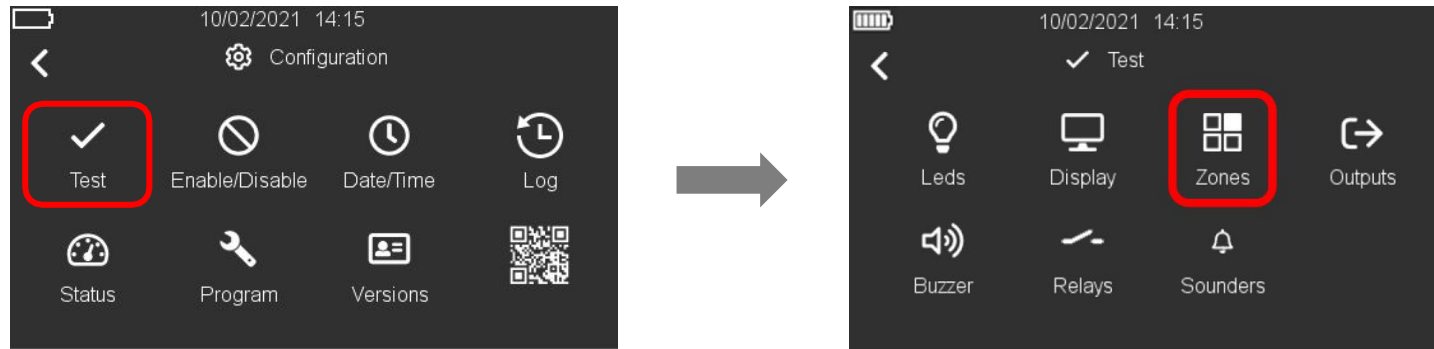 10/02/2021 14:15
Configuration
Test Enable/Disable Date/Time Log
Status Program Versions
10/02/2021 14:15
Test
Leds Display Zones Outputs
Buzzer Relays Sounders